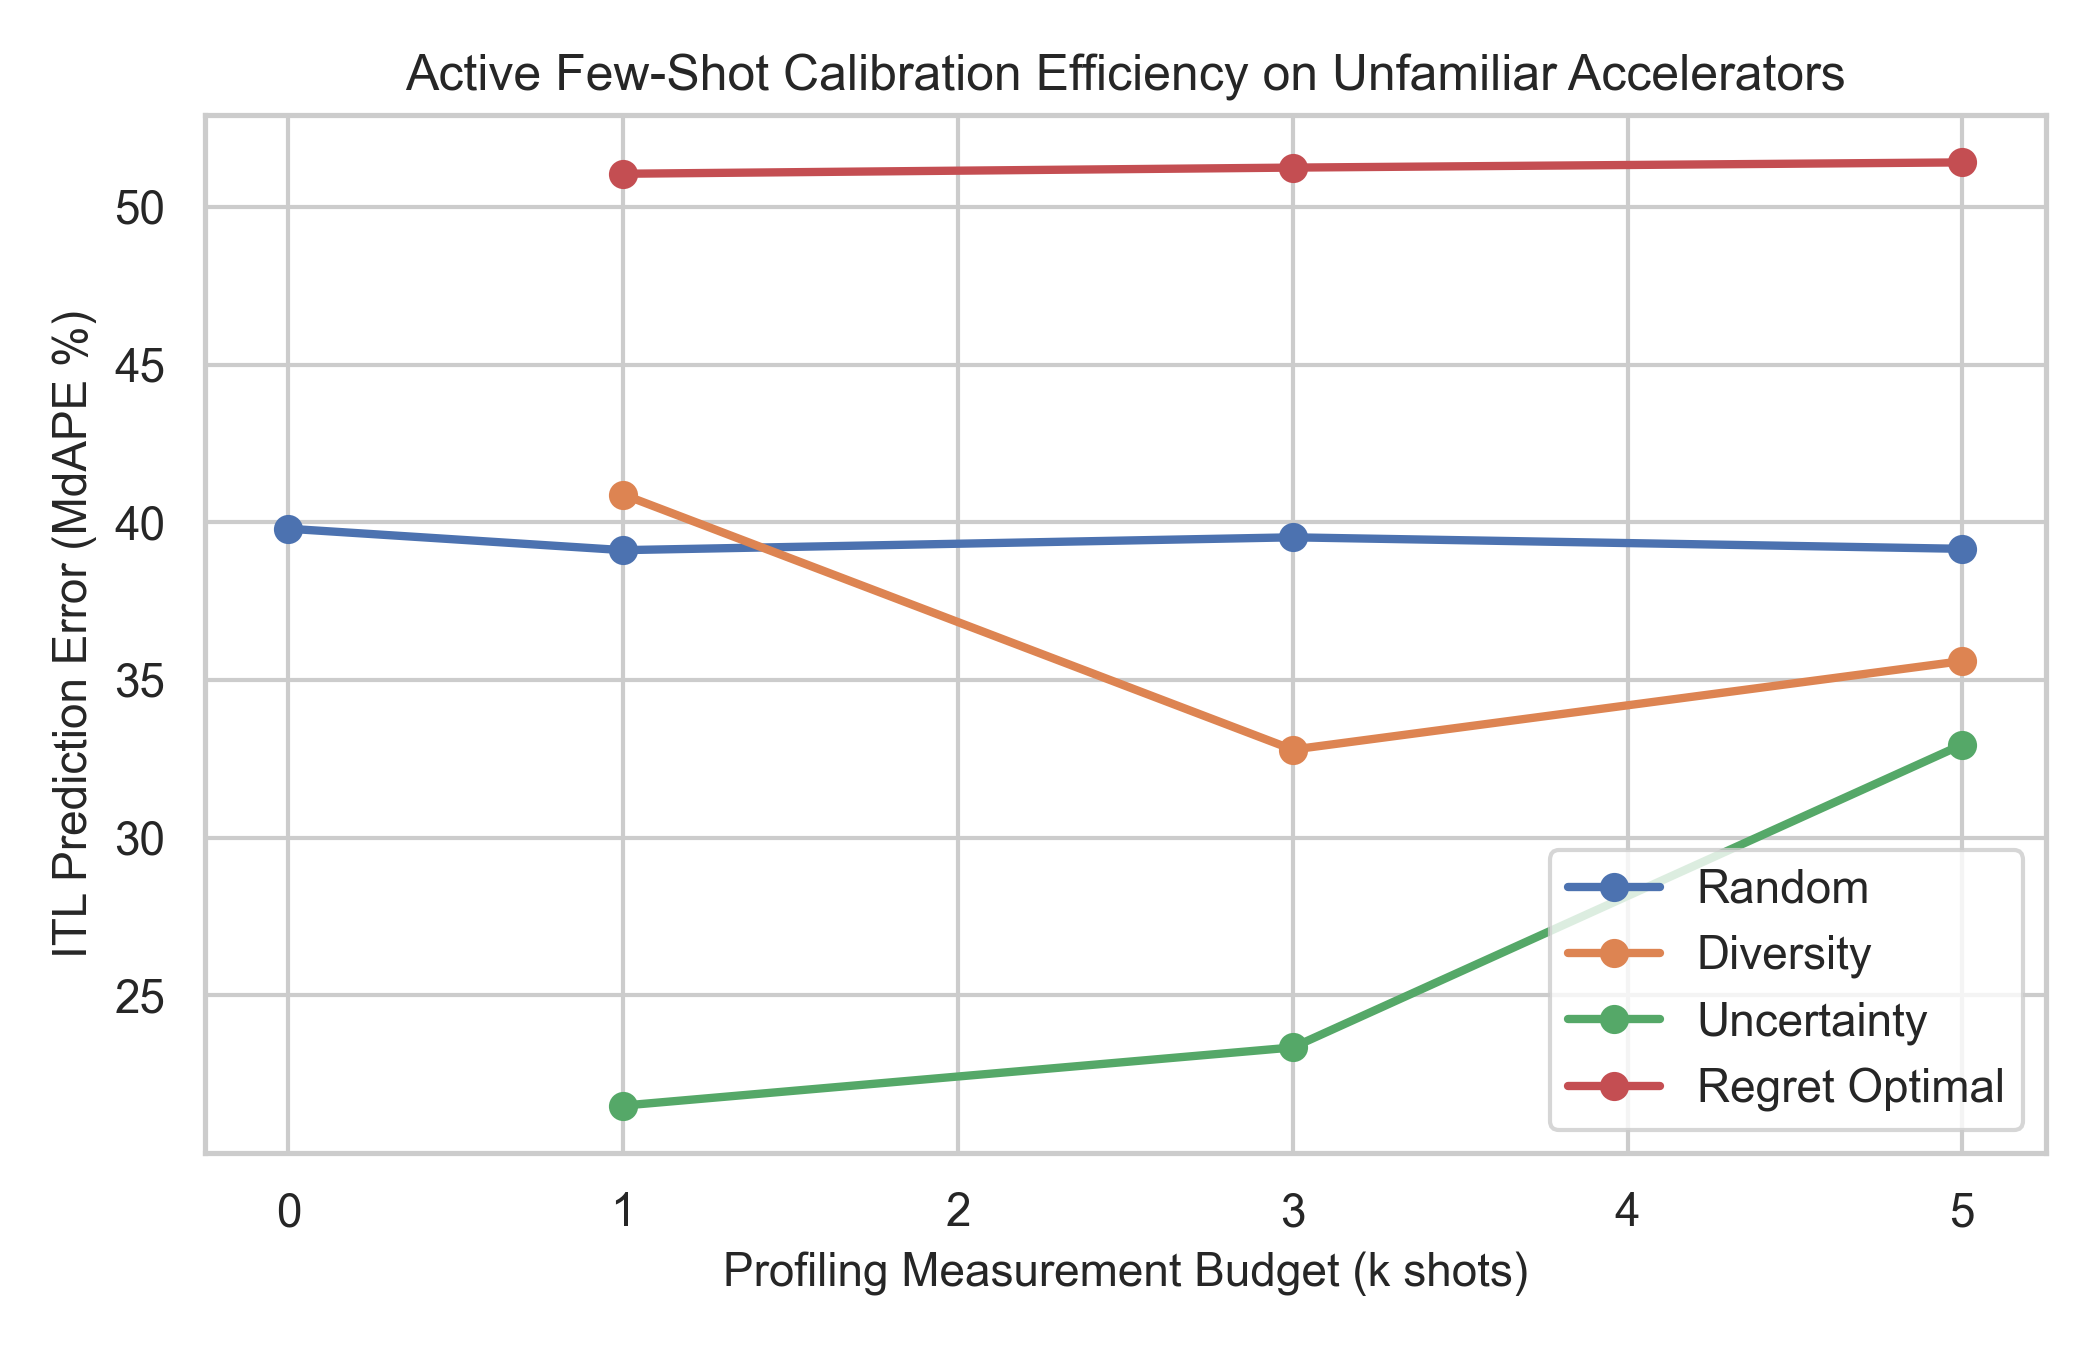 Active Few-Shot Calibration Efficiency on Unfamiliar Accelerators
ITL Prediction Error (MdAPE %)
50
45
40
35
30
25
Random
Diversity
Uncertainty
Regret Optimal
0 1 2 3 4 5
Profiling Measurement Budget (k shots)